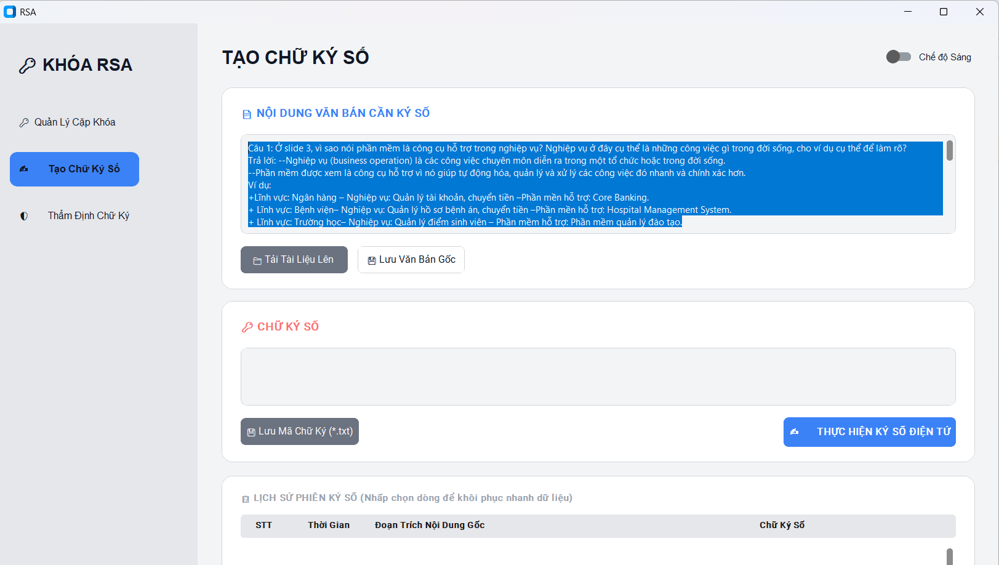 RSA
KHÓA RSA
Quản Lý Cặp Khóa
Tạo Chữ Ký Số
Thẩm Định Chữ Ký
TẠO CHỮ KÝ SỐ
Chế độ Sáng
NỘI DUNG VĂN BẢN CẦN KÝ SỐ
Câu 1: Ở slide 3, vì sao nói phần mềm là công cụ hỗ trợ trong nghiệp vụ? Nghiệp vụ ở đây cụ thể là những công việc gì trong đời sống, cho ví dụ cụ thể để làm rõ?
Trả lời: --Nghiệp vụ (business operation) là các công việc chuyên môn diễn ra trong một tổ chức hoặc trong đời sống.
--Phần mềm được xem là công cụ hỗ trợ vì nó giúp tự động hóa, quản lý và xử lý các công việc đó nhanh và chính xác hơn.
Ví dụ:
+Lĩnh vực: Ngân hàng – Nghiệp vụ: Quản lý tài khoản, chuyển tiền –Phần mền hỗ trợ: Core Banking.
+ Lĩnh vực: Bệnh viện– Nghiệp vụ: Quản lý hồ sơ bệnh án, chuyển tiền –Phần mền hỗ trợ: Hospital Management System.
+ Lĩnh vực: Trường học– Nghiệp vụ: Quản lý điểm sinh viên – Phần mềm hỗ trợ: Phần mềm quản lý đào tạo.
Tải Tài Liệu Lên
Lưu Văn Bản Gốc
CHỮ KÝ SỐ
Lưu Mã Chữ Ký (*.txt)
THỰC HIỆN KÝ SỐ ĐIỆN TỬ
LỊCH SỬ PHIÊN KÝ SỐ (Nhấp chọn dòng để khôi phục nhanh dữ liệu)
STT Thời Gian Đoạn Trích Nội Dung Gốc Chữ Ký Số